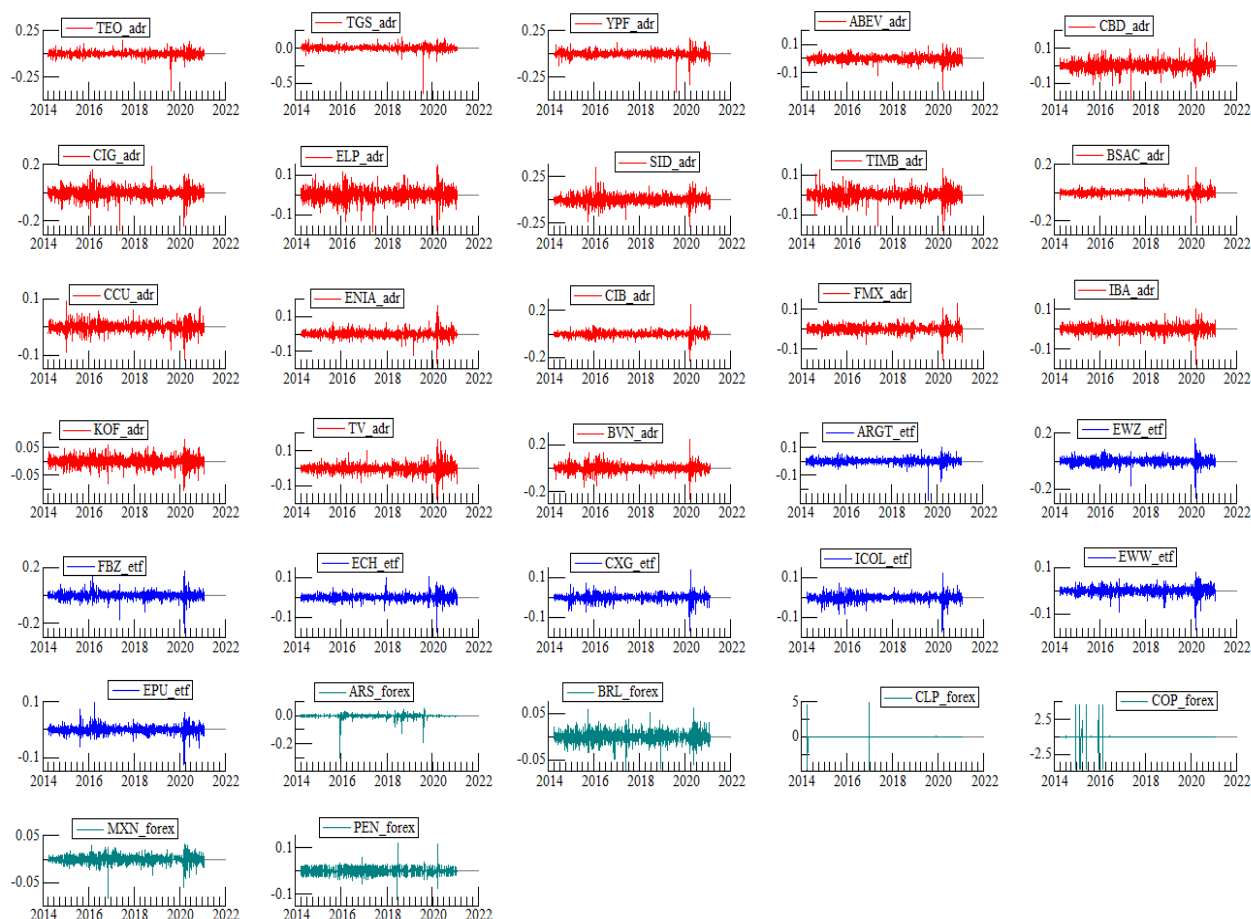 0.25 TEO_adr
-0.25
2014 2016 2018 2020 2022
TGS_adr
0.0
-0.5
2014 2016 2018 2020 2022
0.25 YPF_adr
-0.25
2014 2016 2018 2020 2022
ABEV_adr
0.1
-0.1
2014 2016 2018 2020 2022
CBD_adr
0.1
-0.1
2014 2016 2018 2020 2022
CIG_adr
0.2
-0.2
2014 2016 2018 2020 2022
ELP_adr
0.1
-0.1
2014 2016 2018 2020 2022
SID_adr
0.25
-0.25
2014 2016 2018 2020 2022
TIMB_adr
0.1
-0.1
2014 2016 2018 2020 2022
BSAC_adr
0.2
-0.2
2014 2016 2018 2020 2022
CCU_adr
0.1
-0.1
2014 2016 2018 2020 2022
ENIA_adr
0.1
-0.1
2014 2016 2018 2020 2022
CIB_adr
0.2
-0.2
2014 2016 2018 2020 2022
FMX_adr
0.1
-0.1
2014 2016 2018 2020 2022
IBA_adr
0.1
-0.1
2014 2016 2018 2020 2022
KOF_adr
0.05
-0.05
2014 2016 2018 2020 2022
TV_adr
0.1
-0.1
2014 2016 2018 2020 2022
BVN_adr
0.2
-0.2
2014 2016 2018 2020 2022
ARGT_etf
0.1
-0.1
2014 2016 2018 2020 2022
EWZ_etf
0.2
-0.2
2014 2016 2018 2020 2022
FBZ_etf
0.2
-0.2
2014 2016 2018 2020 2022
ECH_etf
0.1
-0.1
2014 2016 2018 2020 2022
CXG_etf
0.1
-0.1
2014 2016 2018 2020 2022
ICOL_etf
0.1
-0.1
2014 2016 2018 2020 2022
EWW_etf
0.1
-0.1
2014 2016 2018 2020 2022
EPU_etf
0.1
-0.1
2014 2016 2018 2020 2022
ARS_forex
0.0
-0.2
2014 2016 2018 2020 2022
BRL_forex
0.05
-0.05
2014 2016 2018 2020 2022
5 CLP_forex
0
2014 2016 2018 2020 2022
COP_forex
2.5
-2.5
2014 2016 2018 2020 2022
0.05 MXN_forex
-0.05
2014 2016 2018 2020 2022
PEN_forex
0.1
-0.1
2014 2016 2018 2020 2022